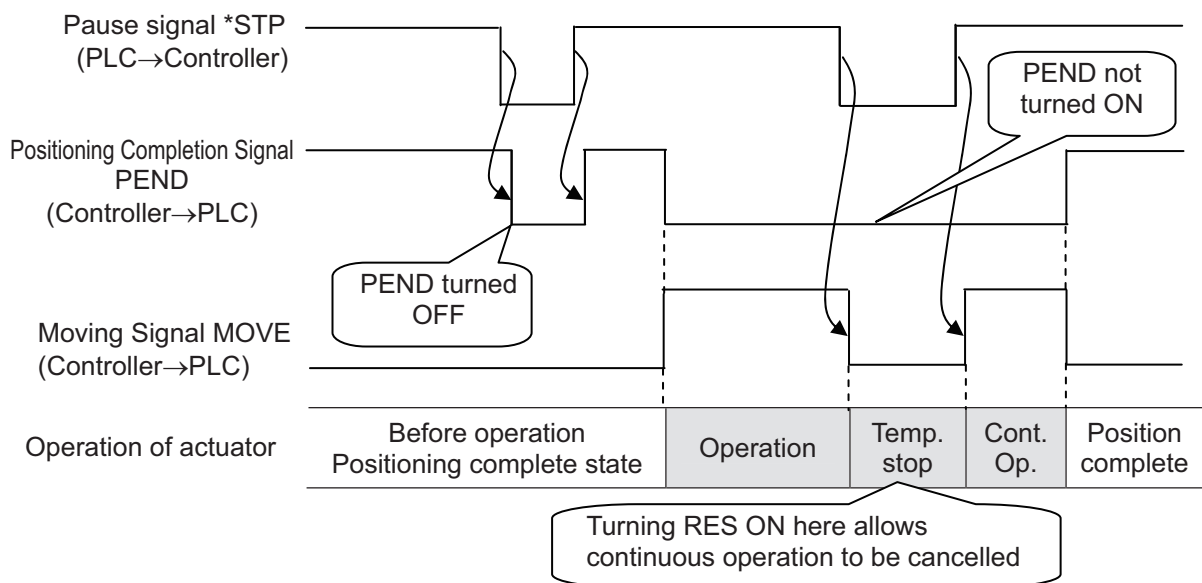 Pause signal *STP
(PLC→Controller)
PEND not
turned ON
Positioning Completion Signal
PEND
(Controller→PLC)
PEND turned
OFF
Moving Signal MOVE
(Controller→PLC)
Operation of actuator
Before operation
Positioning complete state
Operation
Temp.
stop
Cont.
Op.
Position
complete
Turning RES ON here allows
continuous operation to be cancelled